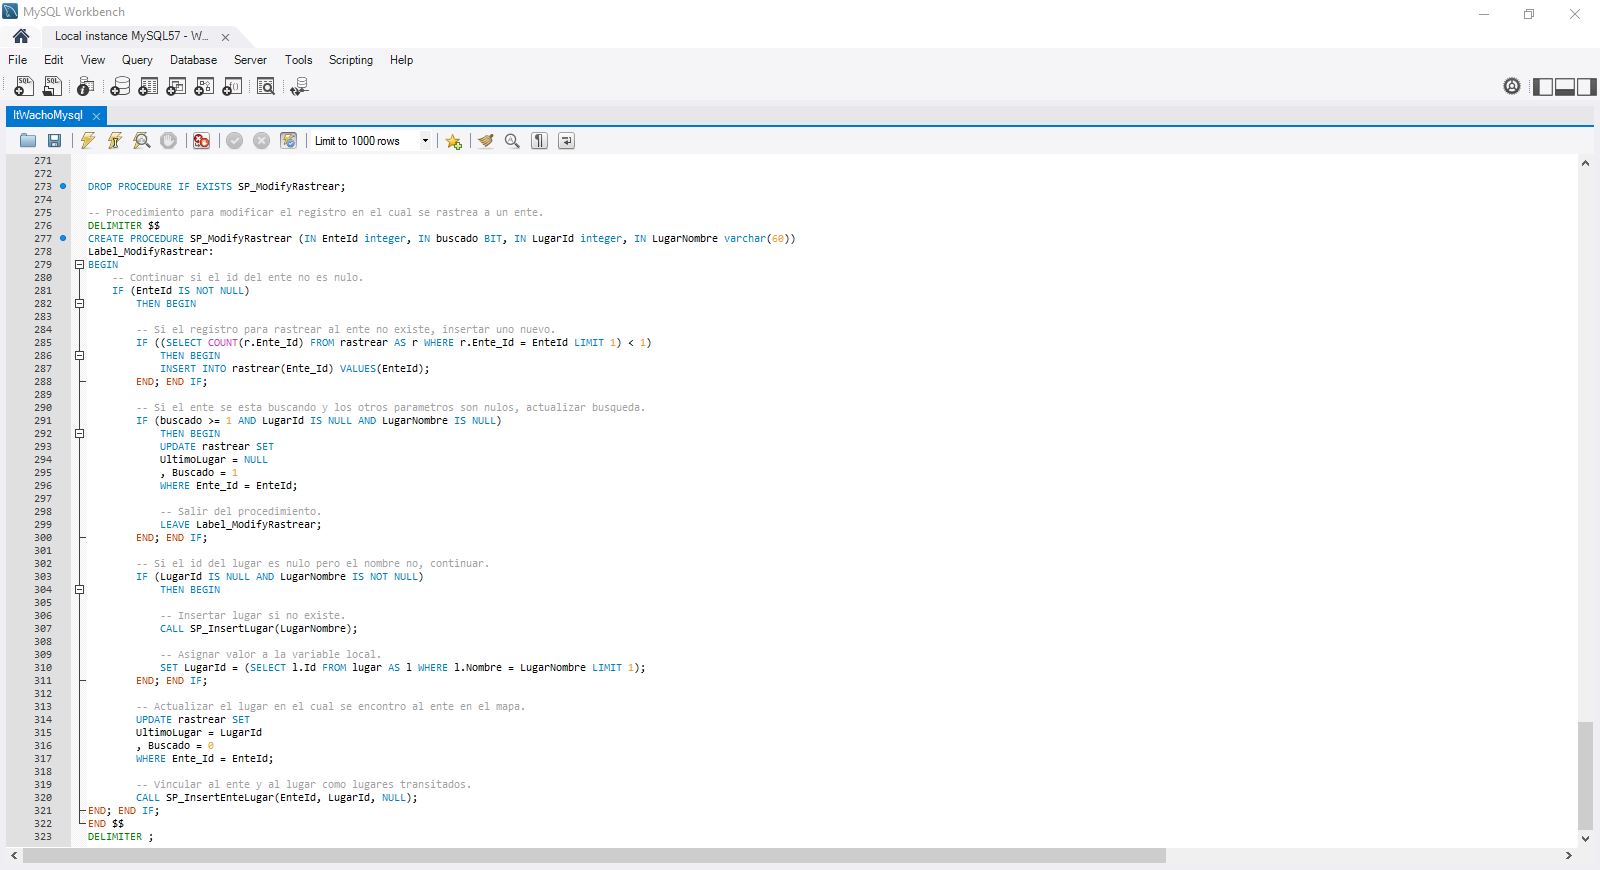 MySQL Workbench
Local instance MySQL57 - W... x
File Edit View Query Database Server Tools Scripting Help
ltWachoMysql x
Limit to 1000 rows
271
272
273 DROP PROCEDURE IF EXISTS SP_ModifyRastrear;
274
275 -- Procedimiento para modificar el registro en el cual se rastrea a un ente.
276 DELIMITER $$
277 CREATE PROCEDURE SP_ModifyRastrear (IN EnteId integer, IN buscado BIT, IN LugarId integer, IN LugarNombre varchar(60))
278 Label_ModifyRastrear:
279 BEGIN
280 -- Continuar si el id del ente no es nulo.
281 IF (EnteId IS NOT NULL)
282 THEN BEGIN
283
284 -- Si el registro para rastrear al ente no existe, insertar uno nuevo.
285 IF ((SELECT COUNT(r.Ente_Id) FROM rastrear AS r WHERE r.Ente_Id = EnteId LIMIT 1) < 1)
286 THEN BEGIN
287 INSERT INTO rastrear(Ente_Id) VALUES(EnteId);
288 END; END IF;
289
290 -- Si el ente se esta buscando y los otros parametros son nulos, actualizar busqueda.
291 IF (buscado >= 1 AND LugarId IS NULL AND LugarNombre IS NULL)
292 THEN BEGIN
293 UPDATE rastrear SET
294 UltimoLugar = NULL
295 , Buscado = 1
296 WHERE Ente_Id = EnteId;
297
298 -- Salir del procedimiento.
299 LEAVE Label_ModifyRastrear;
300 END; END IF;
301
302 -- Si el id del lugar es nulo pero el nombre no, continuar.
303 IF (LugarId IS NULL AND LugarNombre IS NOT NULL)
304 THEN BEGIN
305
306 -- Insertar lugar si no existe.
307 CALL SP_InsertLugar(LugarNombre);
308
309 -- Asignar valor a la variable local.
310 SET LugarId = (SELECT l.Id FROM lugar AS l WHERE l.Nombre = LugarNombre LIMIT 1);
311 END; END IF;
312
313 -- Actualizar el lugar en el cual se encontro al ente en el mapa.
314 UPDATE rastrear SET
315 UltimoLugar = LugarId
316 , Buscado = 0
317 WHERE Ente_Id = EnteId;
318
319 -- Vincular al ente y al lugar como lugares transitados.
320 CALL SP_InsertEnteLugar(EnteId, LugarId, NULL);
321 END; END IF;
322 END $$
323 DELIMITER ;